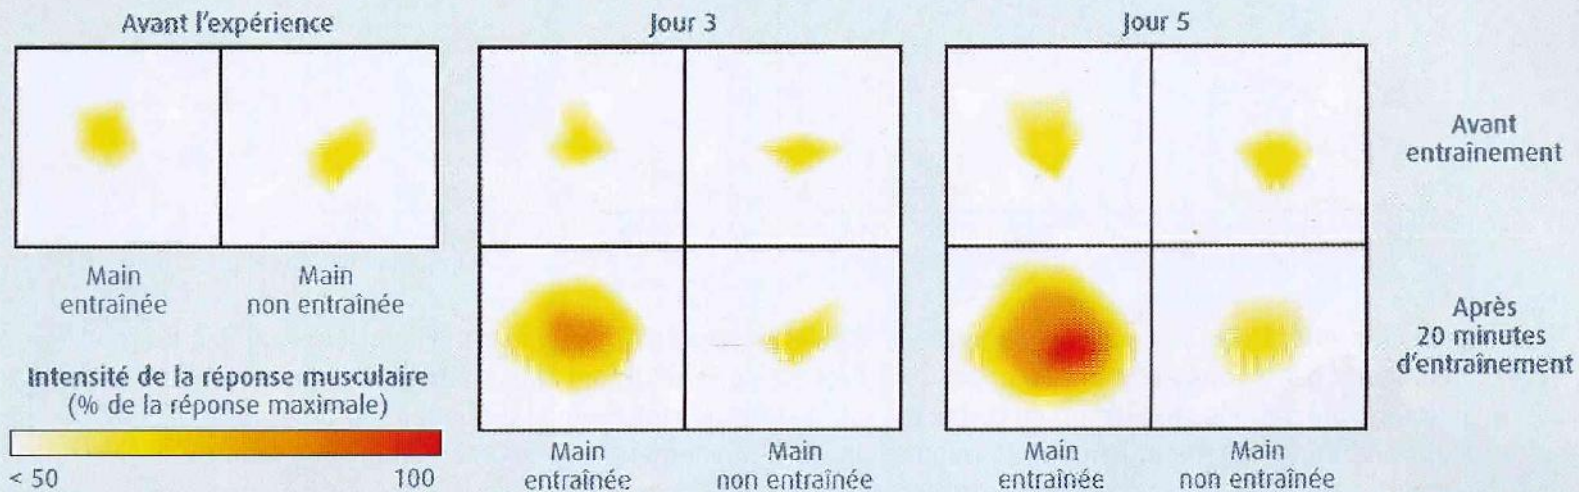 Avant l'expérience
Jour 3
Jour 5
Avant
entraînement
Main
entraînée
Main
non entraînée
Après
20 minutes
d'entraînement
Intensité de la réponse musculaire
(% de la réponse maximale)
< 50
100
Main
entraînée
Main
non entraînée
Main
entraînée
Main
non entraînée